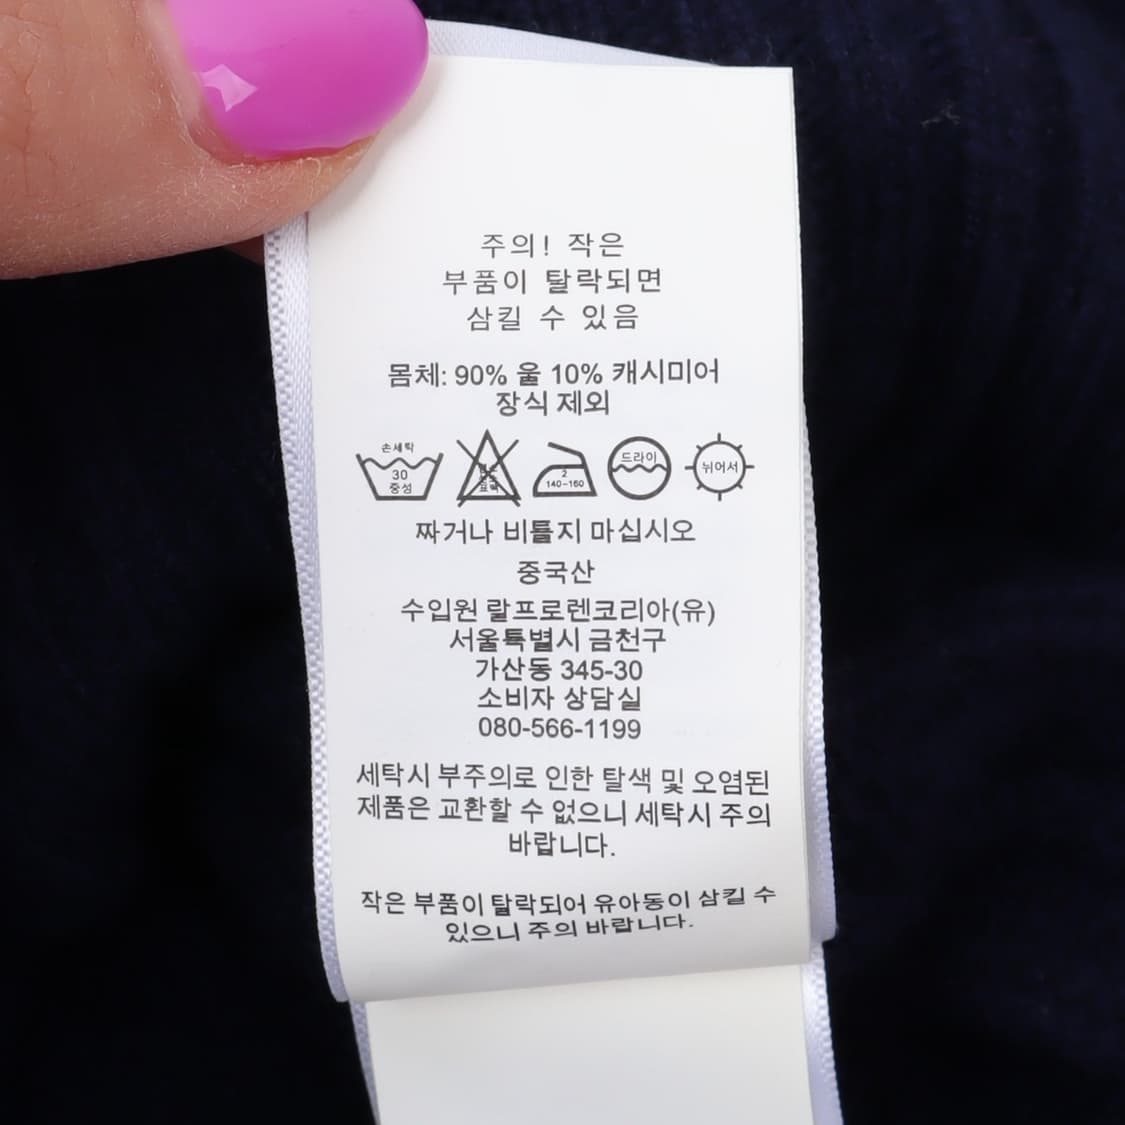 주의! 작은
부품이 탈락되면
삼킬 수 있음
몸체: 90% 울 10% 캐시미어
장식 제외
손세탁
30
중성
2
140-160
드라이
뉘어서
짜거나 비틀지 마십시오
중국산
수입원 랄프로렌코리아(유)
서울특별시 금천구
가산동 345-30
소비자 상담실
080-566-1199
세탁시 부주의로 인한 탈색 및 오염된
제품은 교환할 수 없으니 세탁시 주의
바랍니다.
작은 부품이 탈락되어 유아동이 삼킬 수
있으니 주의 바랍니다.